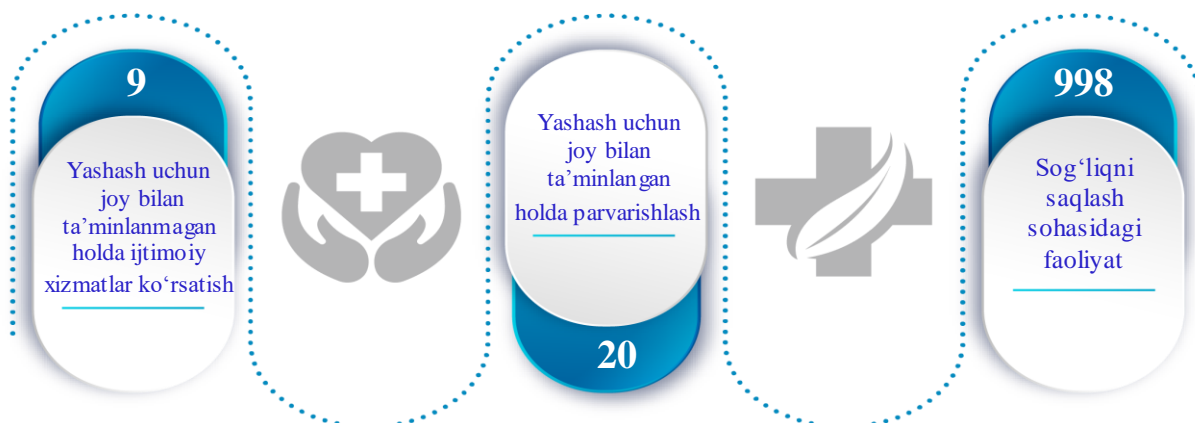 9
Yashash uchun
joy bilan
ta’minlanmagan
holda ijtimoiy
xizmatlar ko‘rsatish
Yashash uchun
joy bilan
ta’minlangan
holda parvarishlash
20
998
Sog‘liqni
saqlash
sohasidagi
faoliyat